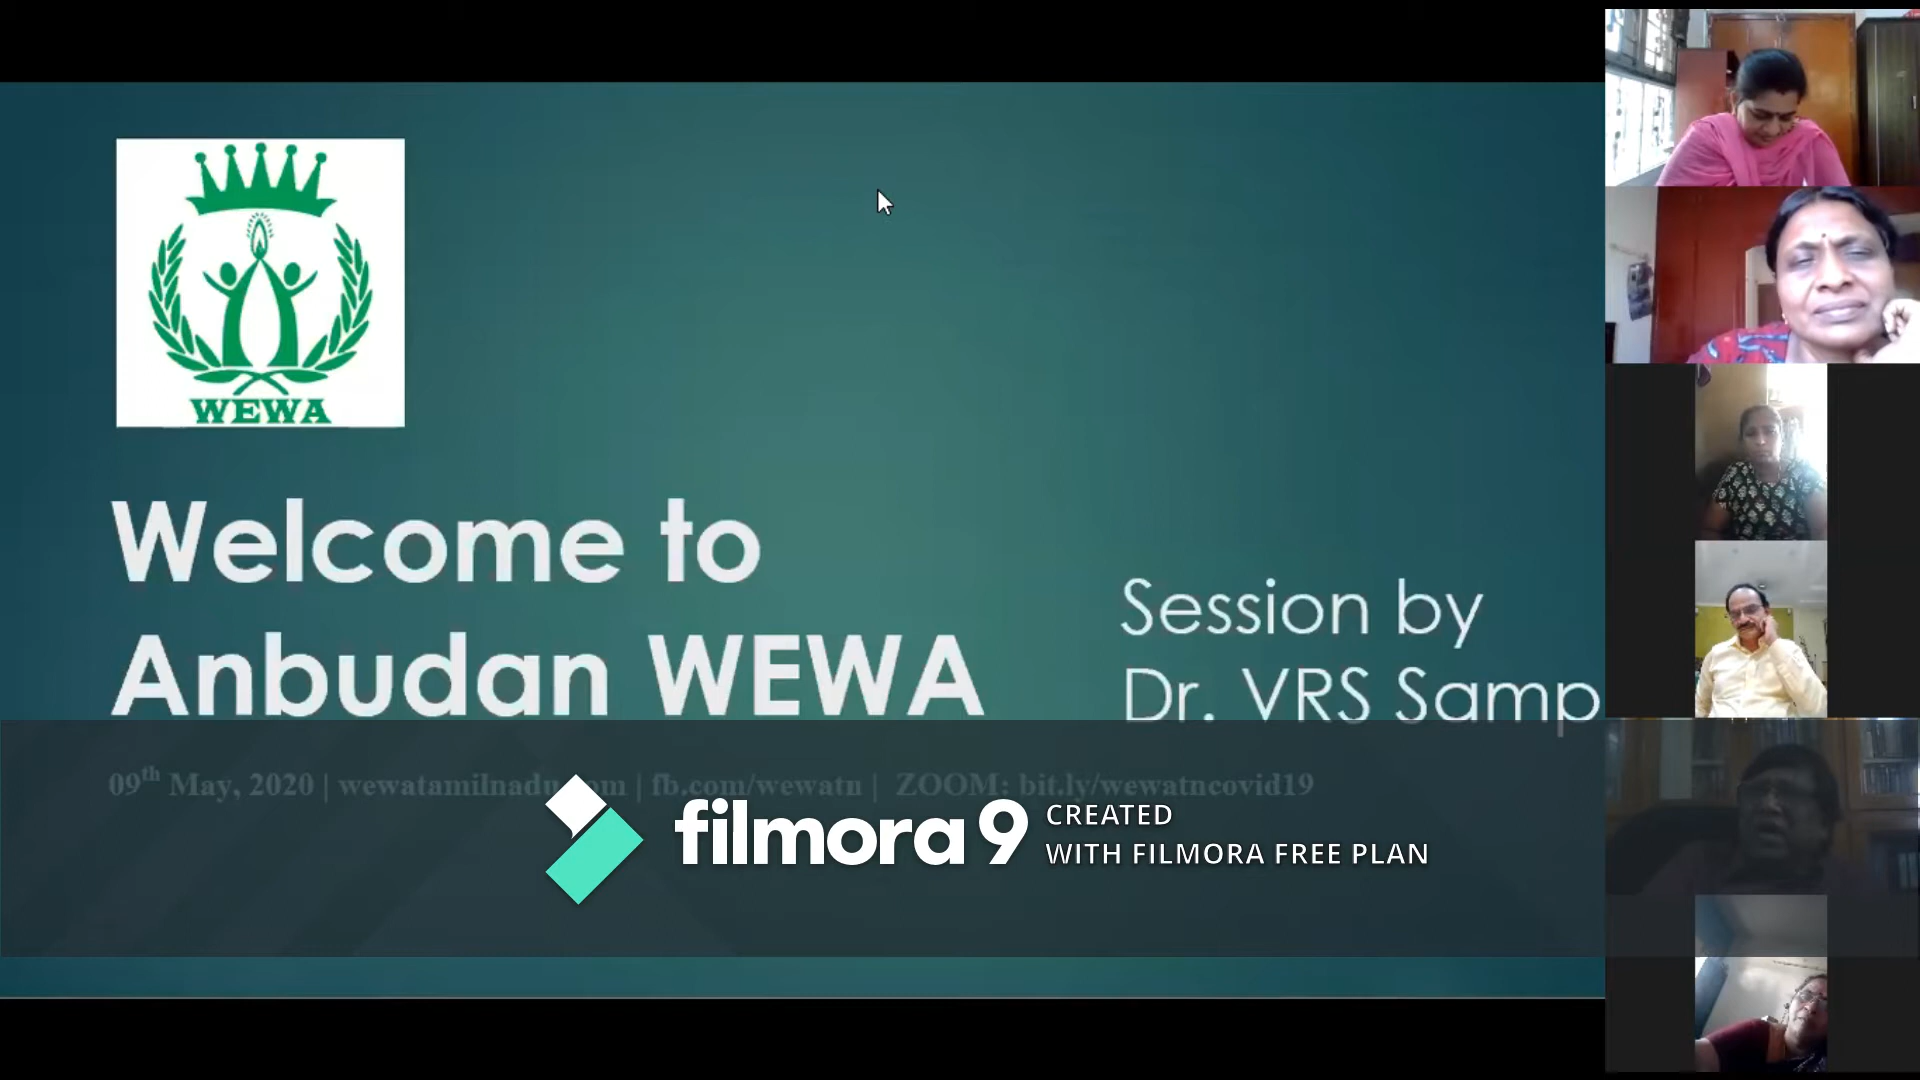 WEWA
Welcome to
Anbudan WEWA
Session by
Dr. VRS Samp
09th May, 2020 | wewatamilnadu.com | fb.com/wewatn | ZOOM: bit.ly/wewatncovid19
filmora 9
CREATED
WITH FILMORA FREE PLAN